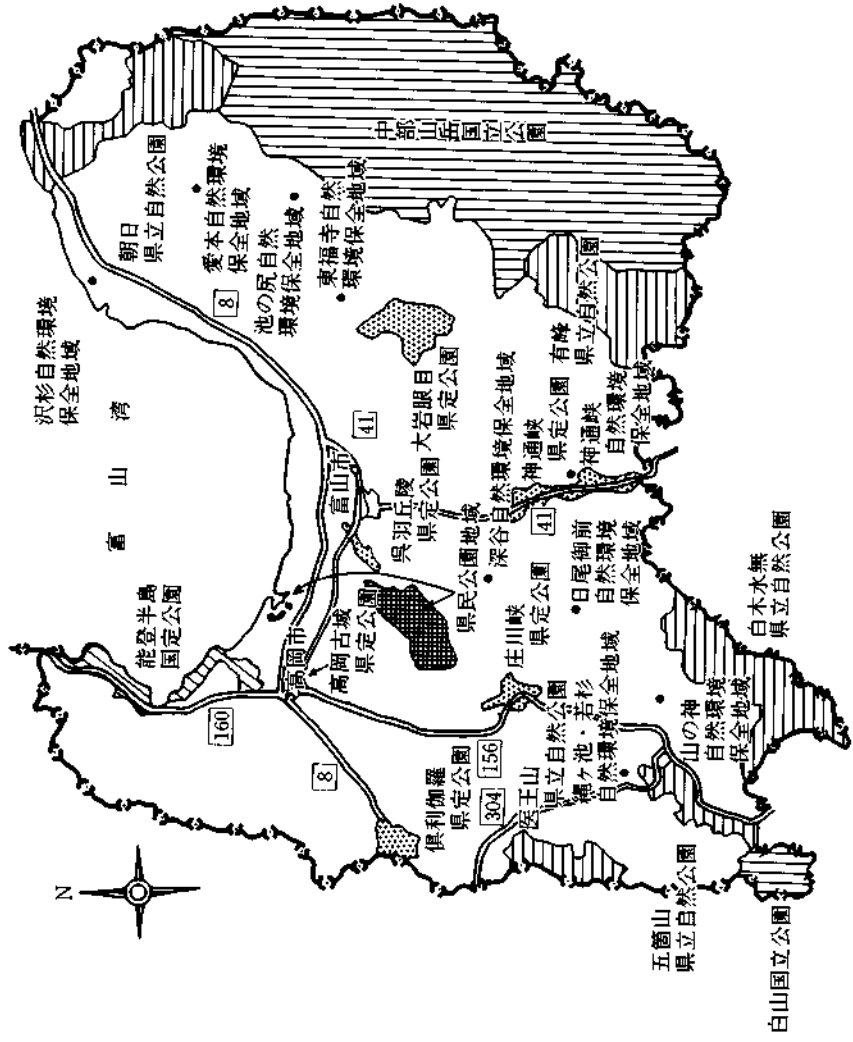 N
沢杉自然環境
保全地域
富山湾
朝日
県立自然公園
愛本自然環境
保全地域
池の尻自然
環境保全地域
東福寺自然
環境保全地域
中部山岳国立公園
8
能登半島
国定公園
160
高岡市
高岡古城
県定公園
富山市
41
呉羽丘陵
県定公園
大岩眼目
県定公園
県民公園地域
深谷自然環境保全地域
有峰
県立自然公園
神通峡
県定公園
神通峡
自然環境
保全地域
41
8
倶利伽羅
県定公園
156
304
庄川峡
県定公園
日尾御前
自然環境
保全地域
医王山
県立自然公園
縄ヶ池・若杉
自然環境保全地域
山の神
自然環境
保全地域
白木水無
県立自然公園
五箇山
県立自然公園
白山国立公園